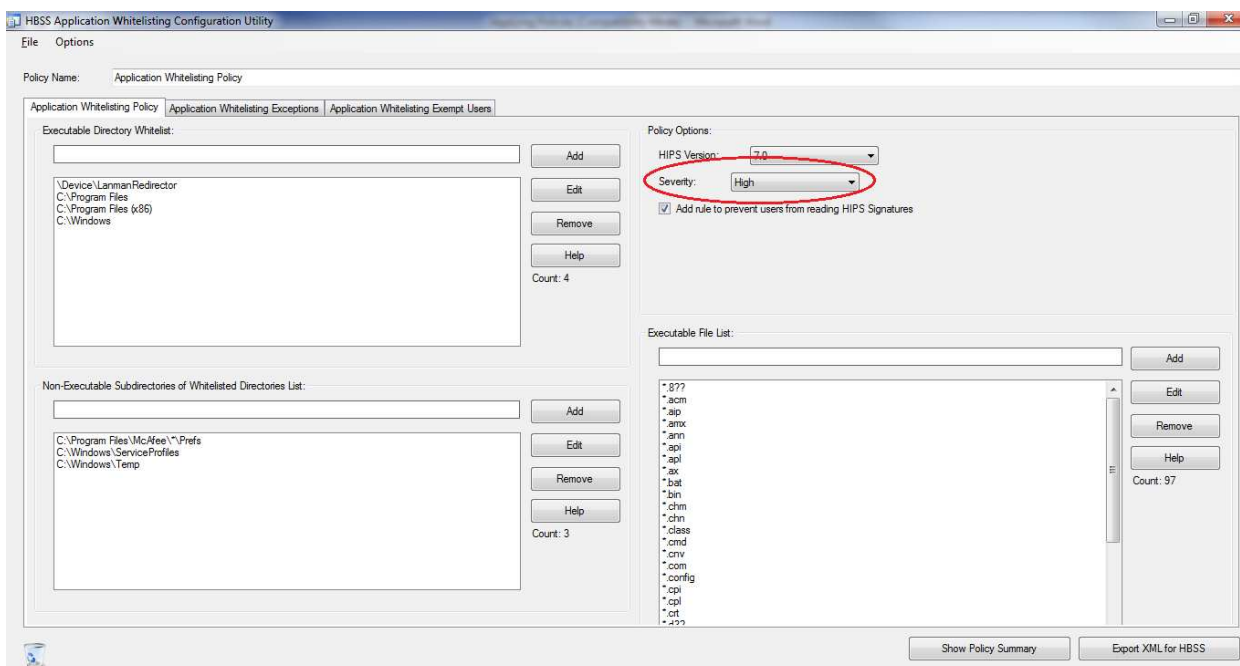 HBSS Application Whitelisting Configuration Utility
File Options
Policy Name: Application Whitelisting Policy
Application Whitelisting Policy Application Whitelisting Exceptions Application Whitelisting Exempt Users
Executable Directory Whitelist:
Add
\Device\LanmanRedirector
C:\Program Files
C:\Program Files (x86)
C:\Windows
Edit
Remove
Help
Count: 4
Non-Executable Subdirectories of Whitelisted Directories List:
Add
C:\Program Files\McAfee\*\Prefs
C:\Windows\ServiceProfiles
C:\Windows\Temp
Edit
Remove
Help
Count: 3
Policy Options:
HIPS Version: 7.0
Severity: High
Add rule to prevent users from reading HIPS Signatures
Executable File List:
Add
*.8??
*.acm
*.aip
*.amx
*.ann
*.api
*.apl
*.ax
*.bat
*.bin
*.chm
*.chn
*.class
*.cmd
*.cnv
*.com
*.config
*.cpi
*.cpl
*.crt
*.d??
Edit
Remove
Help
Count: 97
Show Policy Summary
Export XML for HBSS